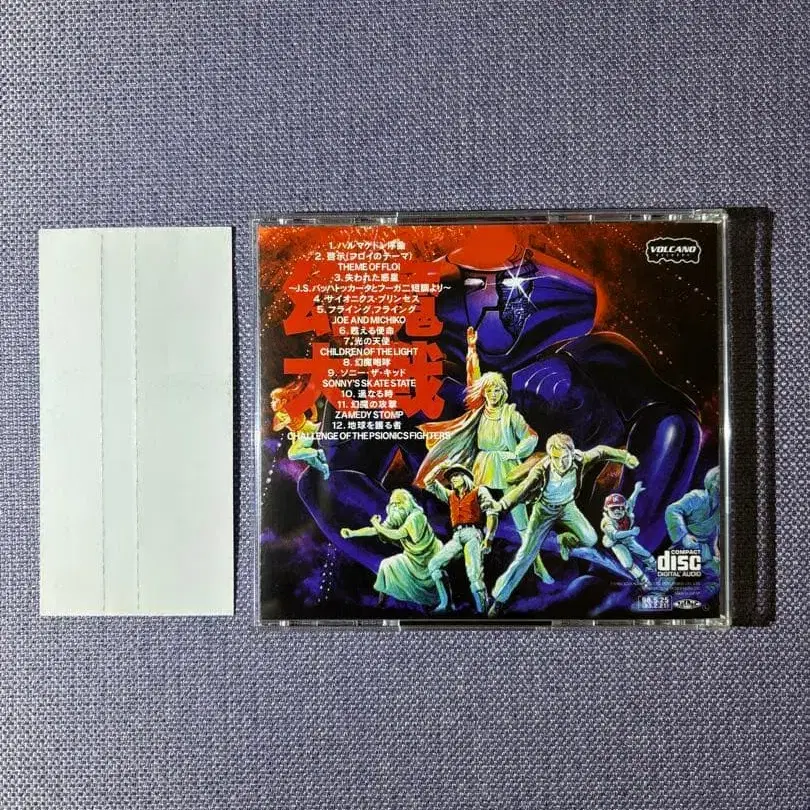 1. ハルマゲドン序曲
2. 啓示(フロイのテーマ)
THEME OF FLOI
3. 失われた惑星
〜J.S.バッハトッカータとフーガ二短調より〜
4. サイオニクス・プリンセス
5. フライング,フライング
JOE AND MICHIKO
6. 甦える使命
7. 光の天使
CHILDREN OF THE LIGHT
8. 幻魔咆哮
9. ソニー・ザ・キッド
SONNY'S SKATE STATE
10. 遥なる時
11. 幻魔の攻撃
ZAMEDY STOMP
12. 地球を護る者
CHALLENGE OF THE PSIONICS FIGHTERS
幻魔
大戦
VOLCANO
RECORDS
COMPACT
disc
DIGITAL AUDIO
98.5.25